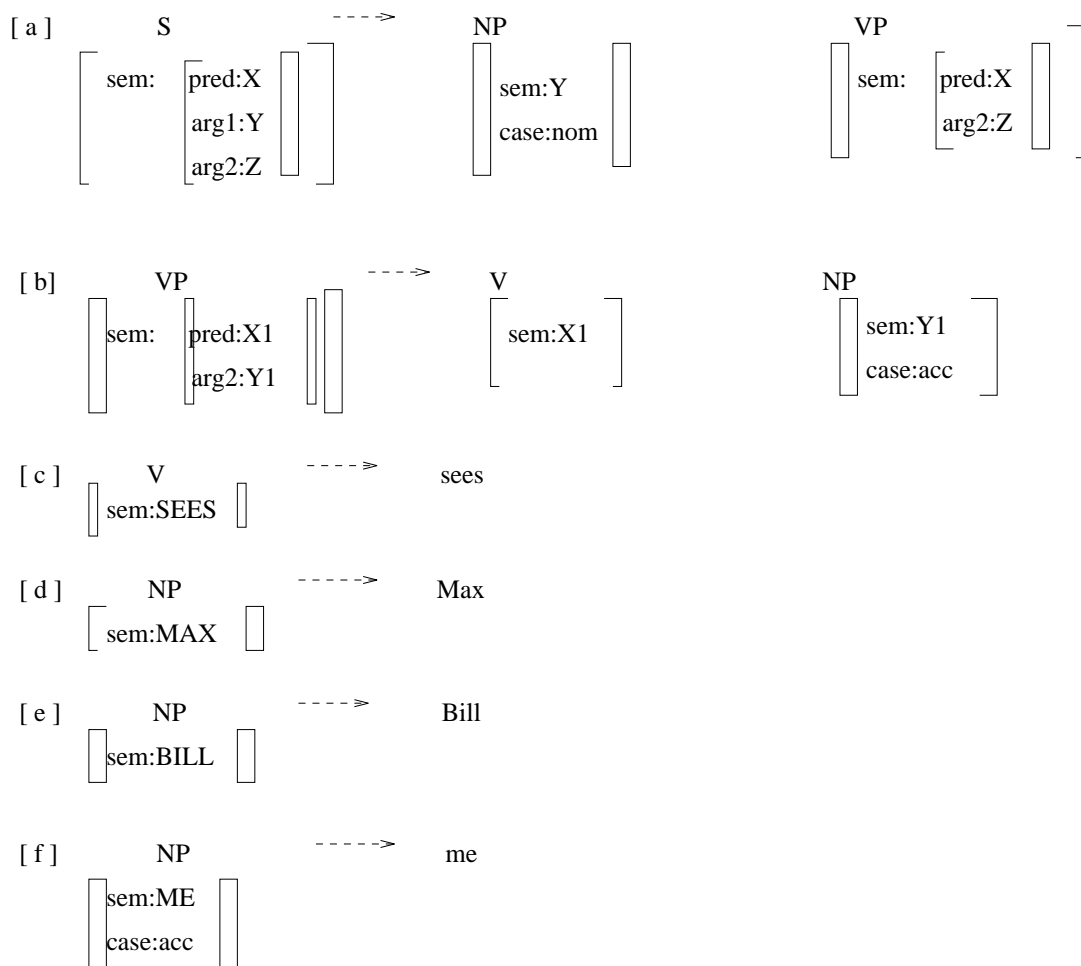 [ a ] S NP VP
sem: pred:X sem:Y sem: pred:X
arg1:Y case:nom arg2:Z
arg2:Z
[ b] VP V NP
sem: pred:X1 sem:X1 sem:Y1
arg2:Y1 case:acc
[ c ] V sees
sem:SEES
[ d ] NP Max
sem:MAX
[ e ] NP Bill
sem:BILL
[ f ] NP me
sem:ME
case:acc